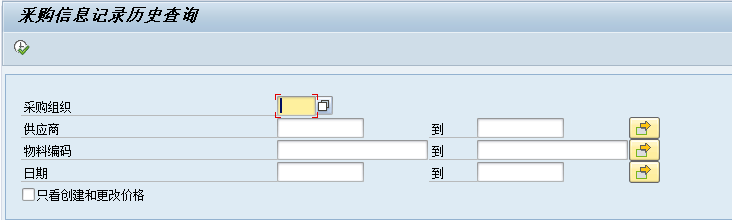 采购信息记录历史查询
采购组织
供应商 到
物料编码 到
日期 到
只看创建和更改价格